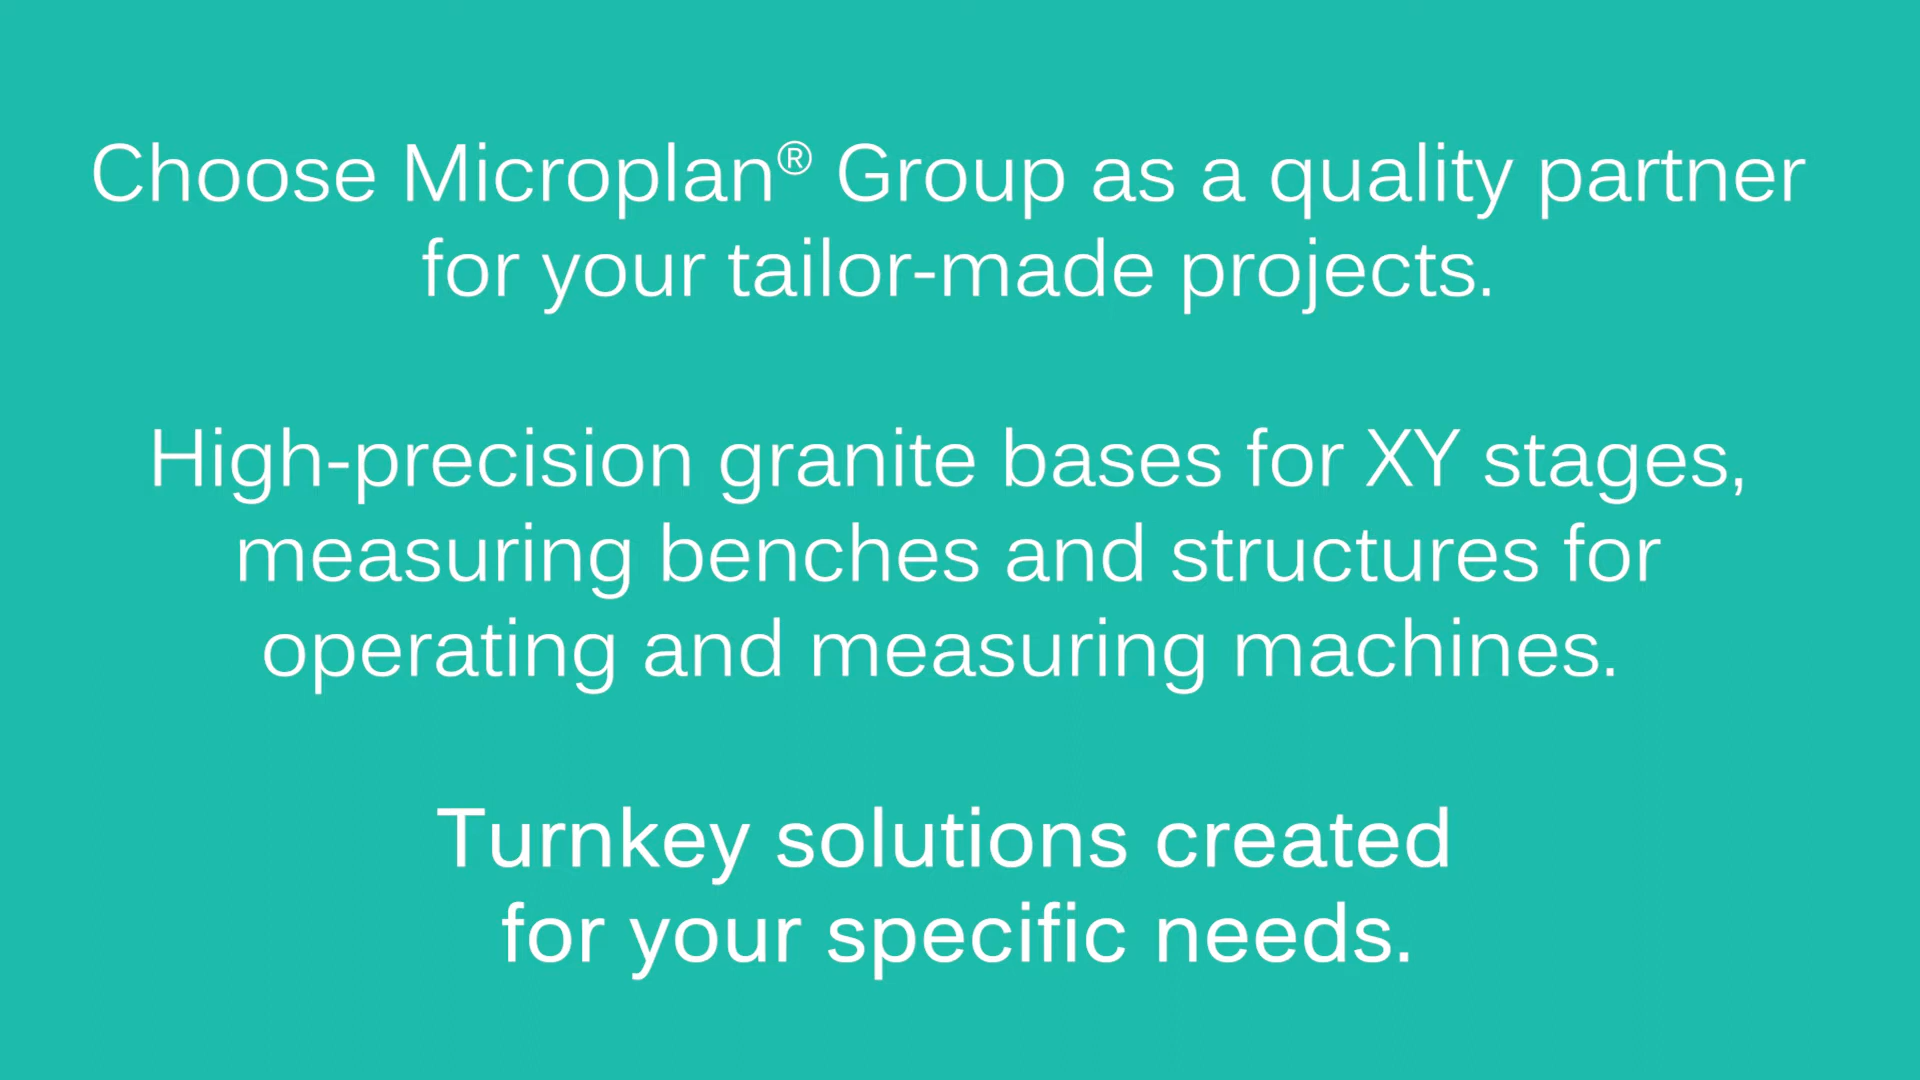 Choose Microplan® Group as a quality partner
for your tailor-made projects.
High-precision granite bases for XY stages,
measuring benches and structures for
operating and measuring machines.
Turnkey solutions created
for your specific needs.